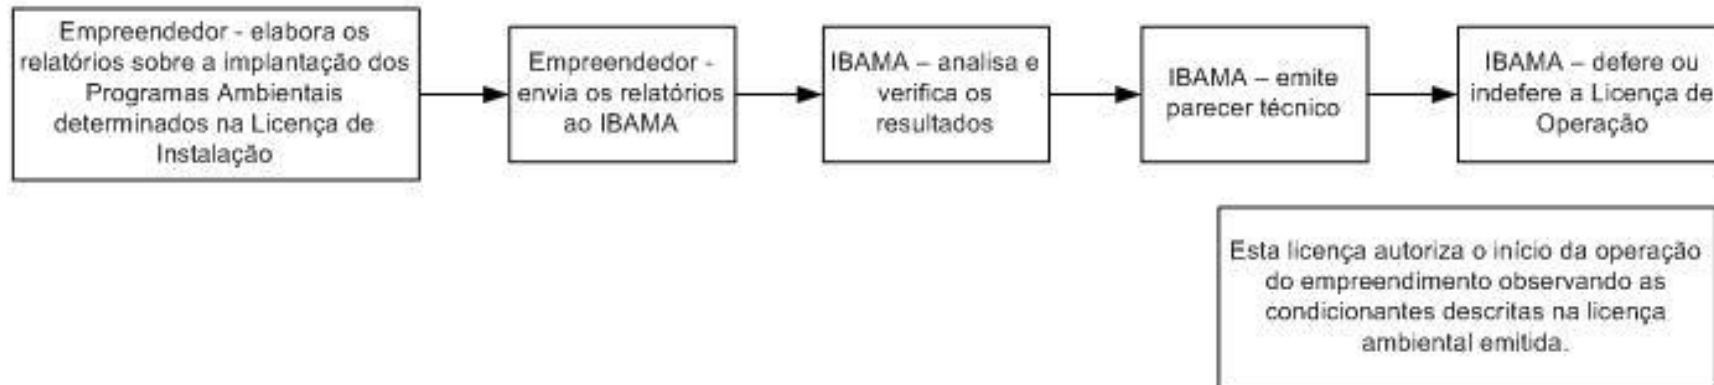 Empreendedor - elabora os
relatórios sobre a implantação dos
Programas Ambientais
determinados na Licença de
Instalação
Empreendedor -
envia os relatórios
ao IBAMA
IBAMA – analisa e
verifica os
resultados
IBAMA – emite
parecer técnico
IBAMA – defere ou
indefere a Licença de
Operação
Esta licença autoriza o início da operação
do empreendimento observando as
condicionantes descritas na licença
ambiental emitida.